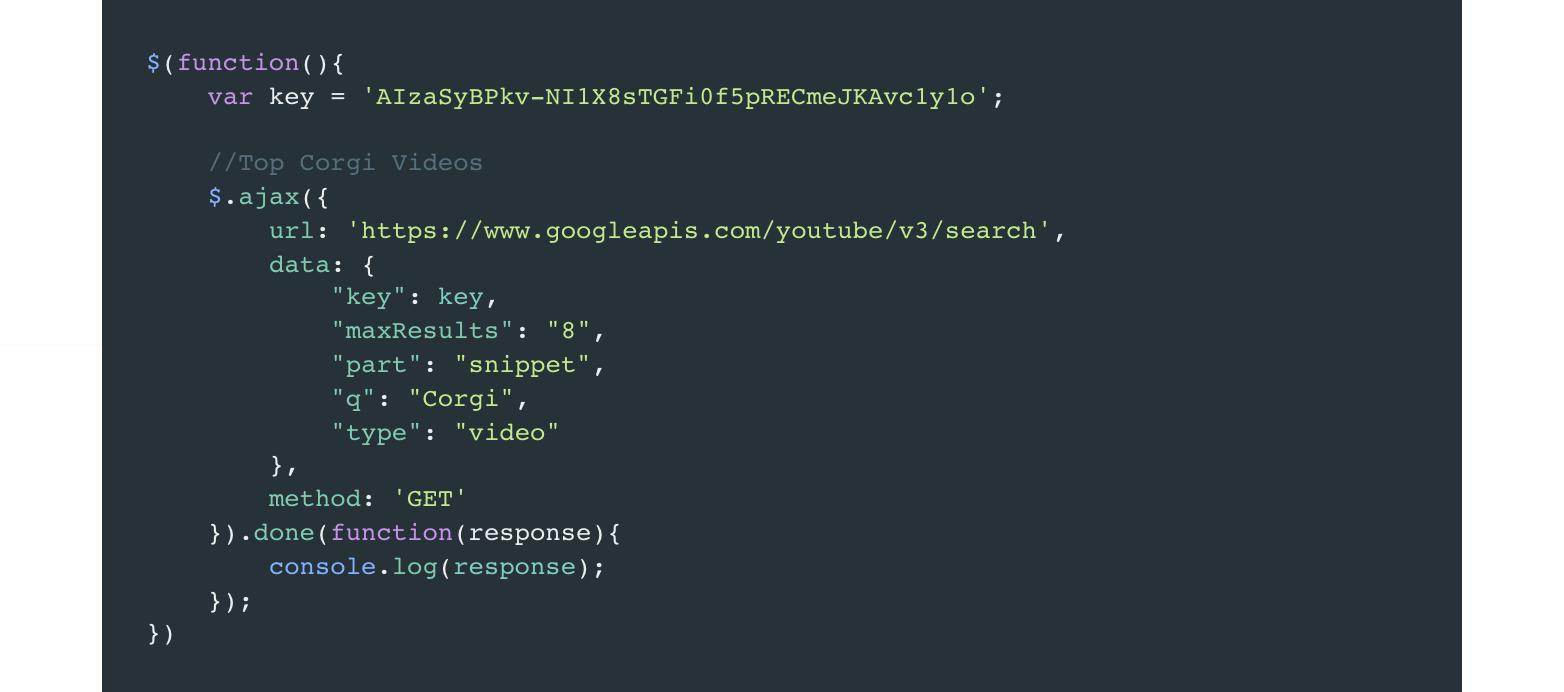 $(function(){
    var key = 'AIzaSyBPkv-NI1X8sTGFi0f5pRECmeJKAvc1y1o';
    //Top Corgi Videos
    $.ajax({
        url: 'https://www.googleapis.com/youtube/v3/search',
        data: {
            "key": key,
            "maxResults": "8",
            "part": "snippet",
            "q": "Corgi",
            "type": "video"
        },
        method: 'GET'
    }).done(function(response){
        console.log(response);
    });
})